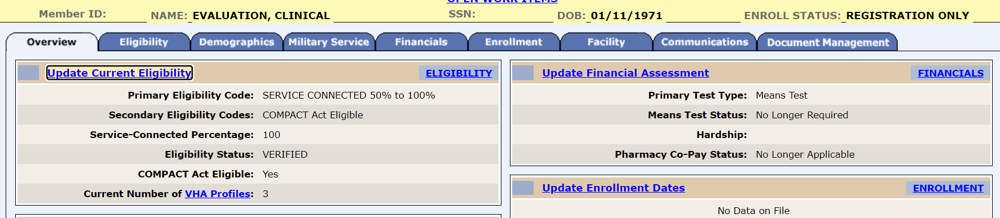 OPEN WORK ITEMS
Member ID: NAME: EVALUATION, CLINICAL SSN: DOB: 01/11/1971 ENROLL STATUS: REGISTRATION ONLY
Overview Eligibility Demographics Military Service Financials Enrollment Facility Communications Document Management
Update Current Eligibility ELIGIBILITY
Primary Eligibility Code: SERVICE CONNECTED 50% to 100%
Secondary Eligibility Codes: COMPACT Act Eligible
Service-Connected Percentage: 100
Eligibility Status: VERIFIED
COMPACT Act Eligible: Yes
Current Number of VHA Profiles: 3
Update Financial Assessment FINANCIALS
Primary Test Type: Means Test
Means Test Status: No Longer Required
Hardship:
Pharmacy Co-Pay Status: No Longer Applicable
Update Enrollment Dates ENROLLMENT
No Data on File